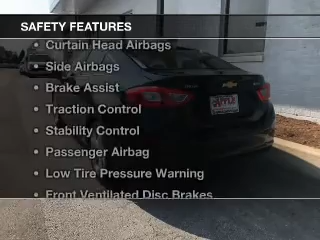 SAFETY FEATURES
• Curtain Head Airbags
• Side Airbags
• Brake Assist
• Traction Control
• Stability Control
• Passenger Airbag
• Low Tire Pressure Warning
• Front Ventilated Disc Brakes
APPLE